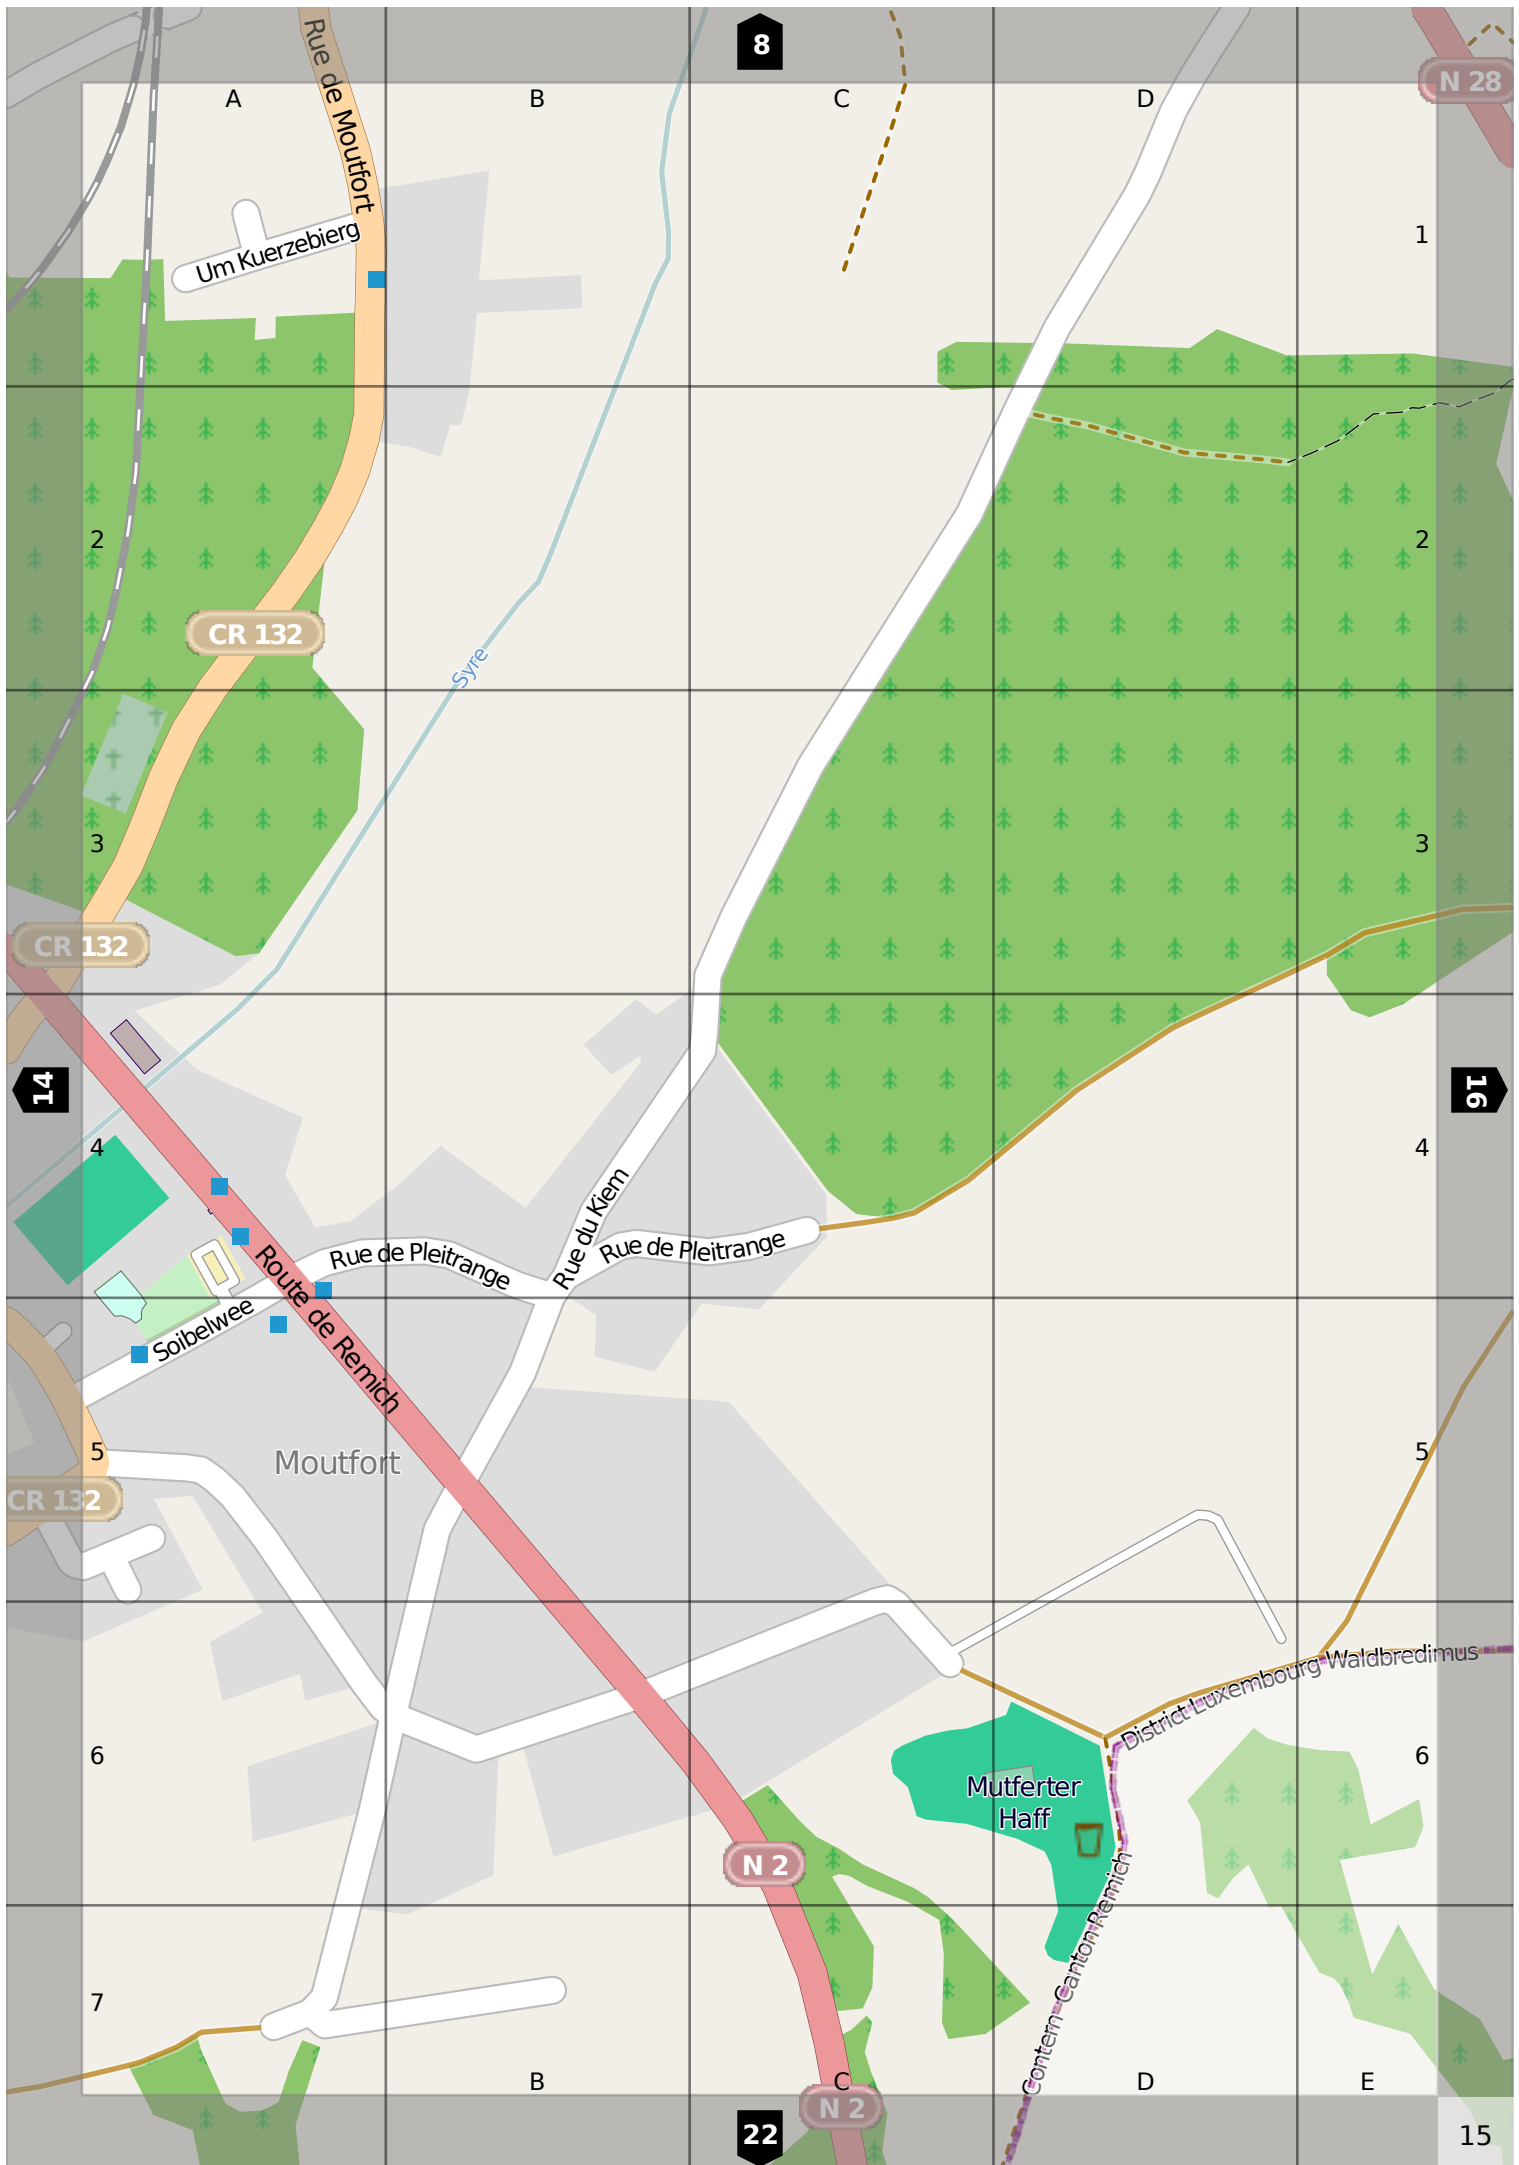 8
N 28
A
B
C
D
Rue de Moutfort
Um Kuerzebierg
1
2
2
CR 132
Syre
3
3
CR 132
14
16
4
4
Rue du Kiem
Rue de Pleitrange
Rue de Pleitrange
Route de Remich
Soibelwee
5
Moutfort
5
CR 132
District Luxembourg Waldbredimus
6
6
Mutferter
Haff
N 2
Contern Canton Remich
7
B
C
D
E
N 2
22
15